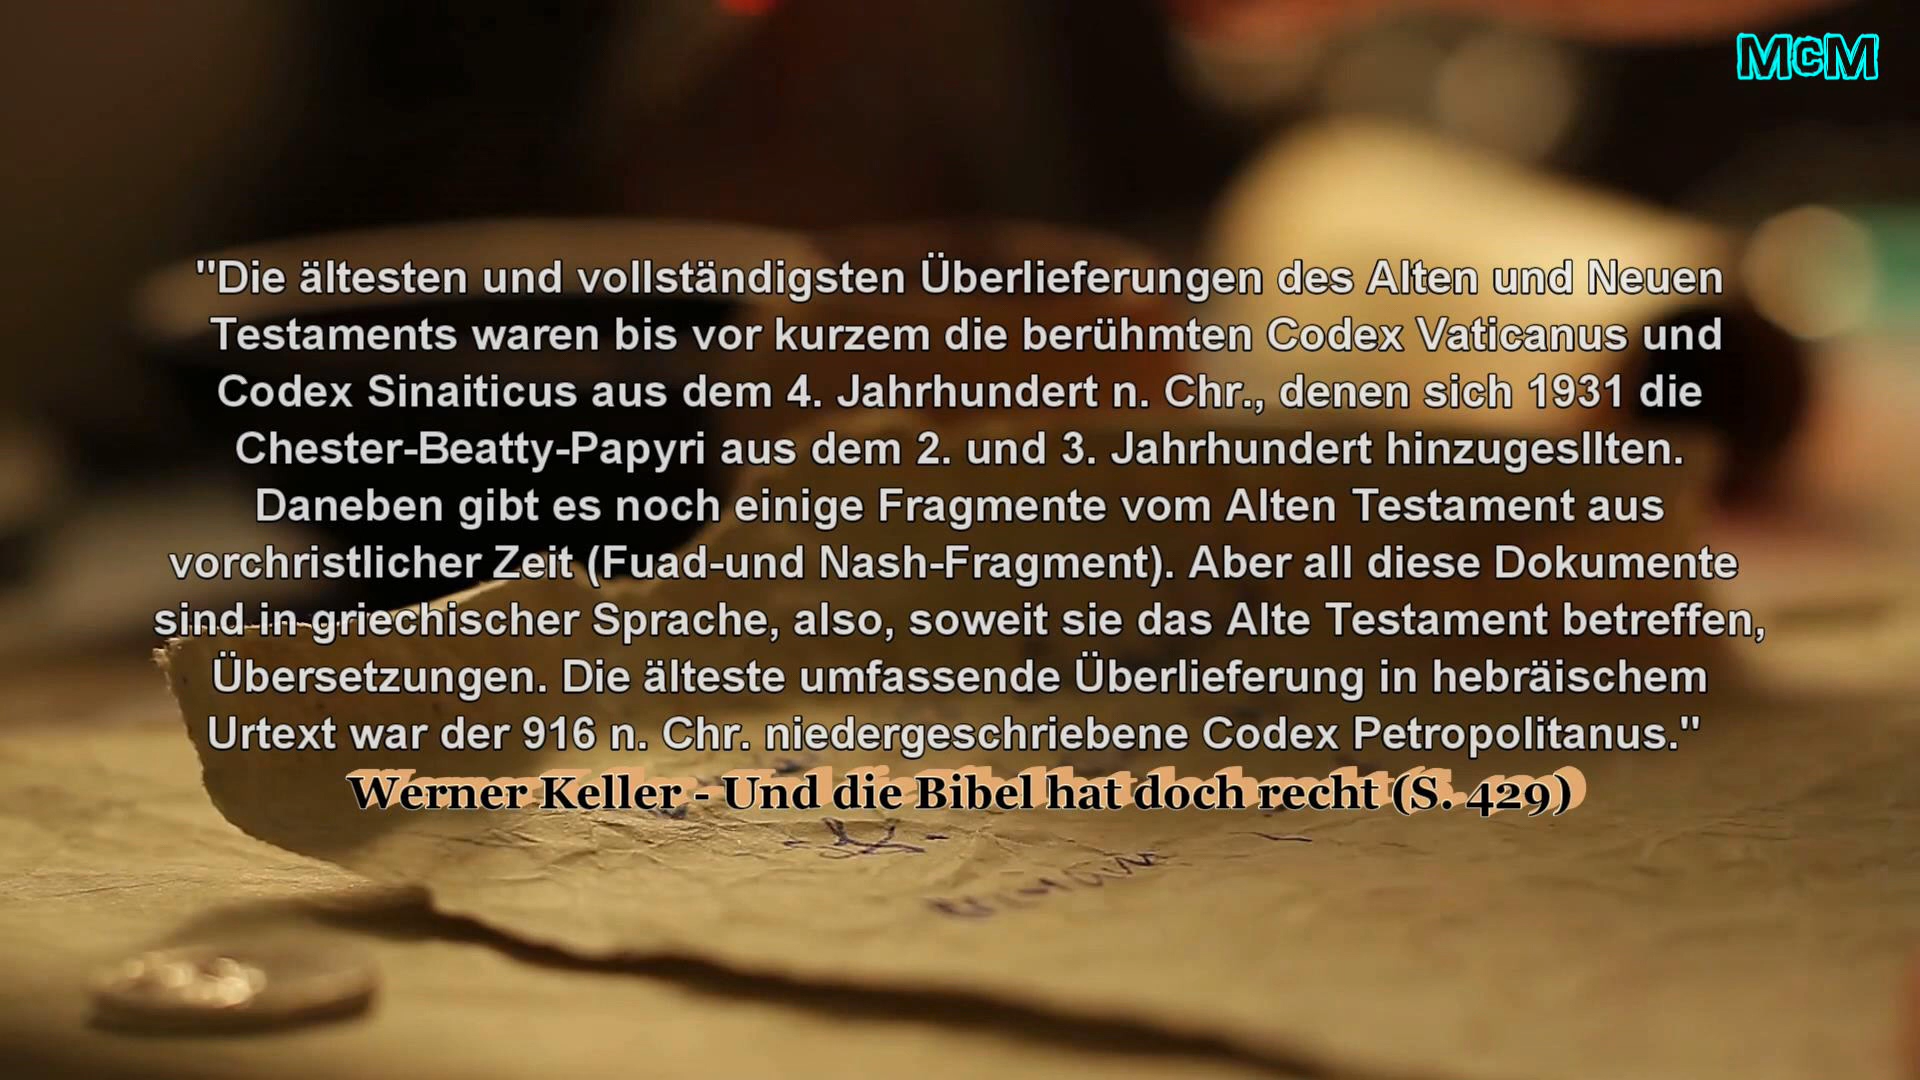 McM
"Die ältesten und vollständigsten Überlieferungen des Alten und Neuen
Testaments waren bis vor kurzem die berühmten Codex Vaticanus und
Codex Sinaiticus aus dem 4. Jahrhundert n. Chr., denen sich 1931 die
Chester-Beatty-Papyri aus dem 2. und 3. Jahrhundert hinzugesllten.
Daneben gibt es noch einige Fragmente vom Alten Testament aus
vorchristlicher Zeit (Fuad-und Nash-Fragment). Aber all diese Dokumente
sind in griechischer Sprache, also, soweit sie das Alte Testament betreffen,
Übersetzungen. Die älteste umfassende Überlieferung in hebräischem
Urtext war der 916 n. Chr. niedergeschriebene Codex Petropolitanus."
Werner Keller - Und die Bibel hat doch recht (S. 429)